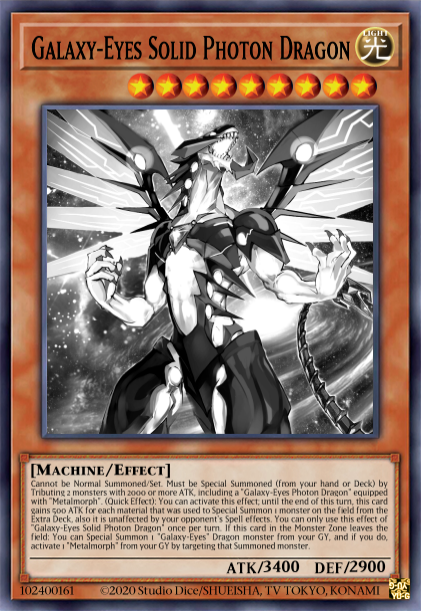 GALAXY-EYES SOLID PHOTON DRAGON
LIGHT
光
[MACHINE/EFFECT]
Cannot be Normal Summoned/Set. Must be Special Summoned (from your hand or Deck) by
Tributing 2 monsters with 2000 or more ATK, including a "Galaxy-Eyes Photon Dragon" equipped
with "Metalmorph". (Quick Effect): You can activate this effect; until the end of this turn, this card
gains 500 ATK for each material that was used to Special Summon 1 monster on the field from the
Extra Deck, also it is unaffected by your opponent's Spell effects. You can only use this effect of
"Galaxy-Eyes Solid Photon Dragon" once per turn. If this card in the Monster Zone leaves the
field: You can Special Summon 1 "Galaxy-Eyes" Dragon monster from your GY, and if you do,
activate 1 "Metalmorph" from your GY by targeting that Summoned monster.
ATK/3400 DEF/2900
102400161 ©2020 Studio Dice/SHUEISHA, TV TOKYO, KONAMI